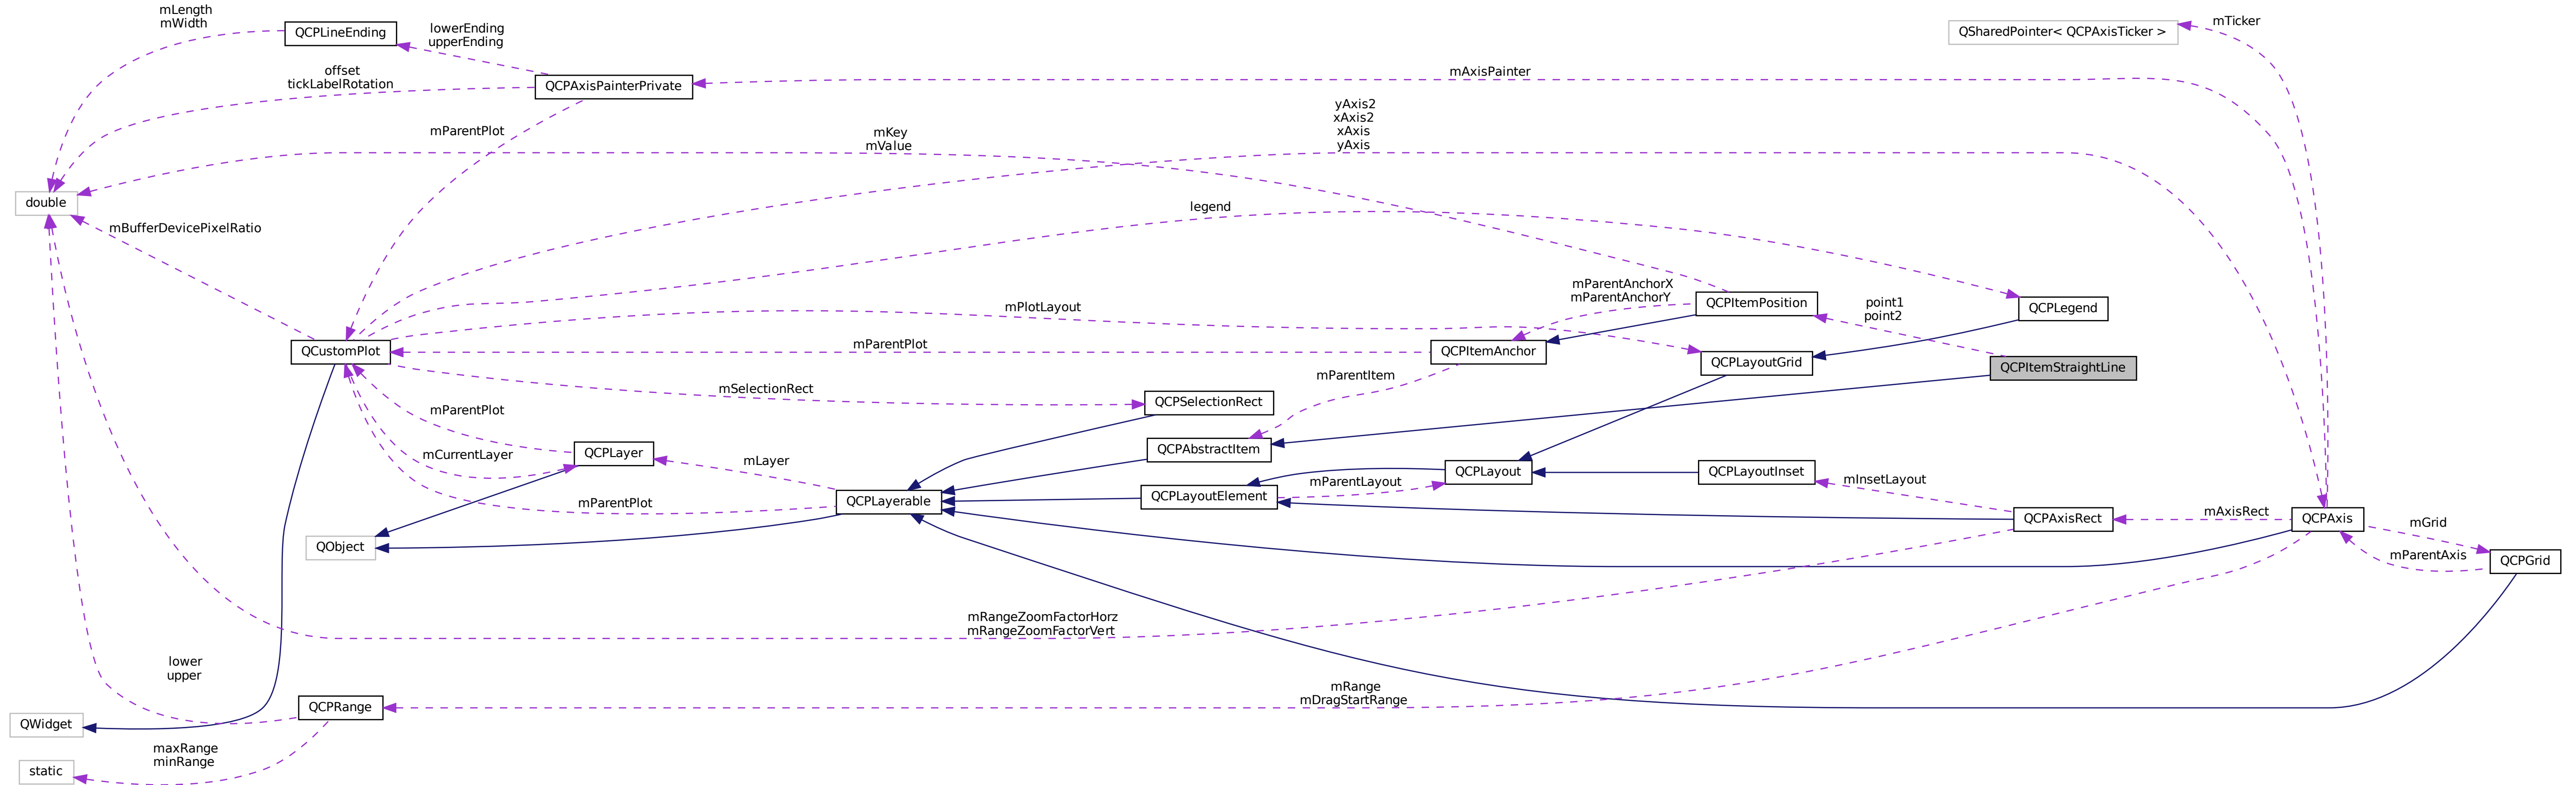 mLength
mWidth
QCPLineEnding
lowerEnding
upperEnding
mTicker
QSharedPointer< QCPAxisTicker >
offset
tickLabelRotation
QCPAxisPainterPrivate
mAxisPainter
mParentPlot
mKey
mValue
yAxis2
xAxis2
xAxis
yAxis
double
mBufferDevicePixelRatio
legend
mParentAnchorX
mParentAnchorY
QCPItemPosition
point1
point2
QCPLegend
mPlotLayout
QCustomPlot
mParentPlot
QCPItemAnchor
QCPLayoutGrid
QCPItemStraightLine
mSelectionRect
mParentItem
QCPSelectionRect
mParentPlot
mCurrentLayer
QCPLayer
mLayer
QCPAbstractItem
QCPLayout
QCPLayoutInset
mParentPlot
QCPLayerable
QCPLayoutElement
mParentLayout
mInsetLayout
QCPAxisRect
mAxisRect
QCPAxis
mGrid
mParentAxis
QCPGrid
QObject
mRangeZoomFactorHorz
mRangeZoomFactorVert
lower
upper
mRange
mDragStartRange
QCPRange
QWidget
maxRange
minRange
static